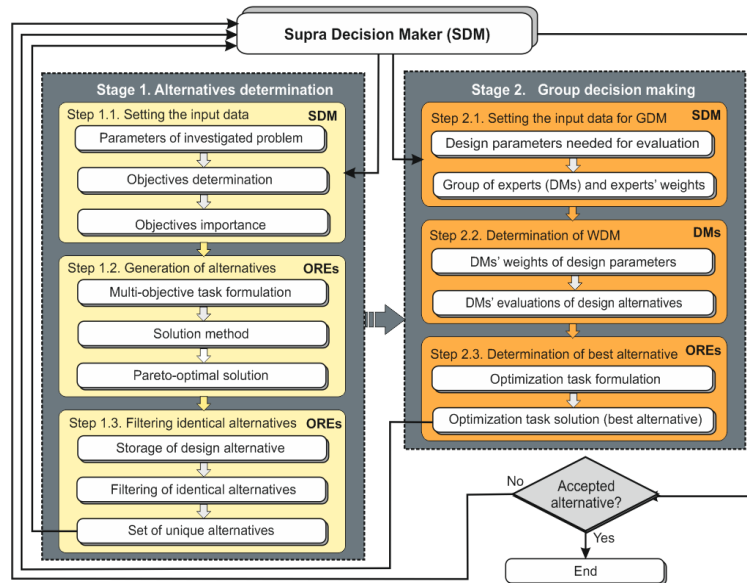 Supra Decision Maker (SDM)
Stage 1. Alternatives determination
Step 1.1. Setting the input data SDM
Parameters of investigated problem
Objectives determination
Objectives importance
Step 1.2. Generation of alternatives OREs
Multi-objective task formulation
Solution method
Pareto-optimal solution
Step 1.3. Filtering identical alternatives
OREs
Storage of design alternative
Filtering of identical alternatives
Set of unique alternatives
Stage 2. Group decision making
Step 2.1. Setting the input data for GDM SDM
Design parameters needed for evaluation
Group of experts (DMs) and experts' weights
Step 2.2. Determination of WDM DMs
DMs' weights of design parameters
DMs' evaluations of design alternatives
Step 2.3. Determination of best alternative OREs
Optimization task formulation
Optimization task solution (best alternative)
No
Accepted
alternative?
Yes
End